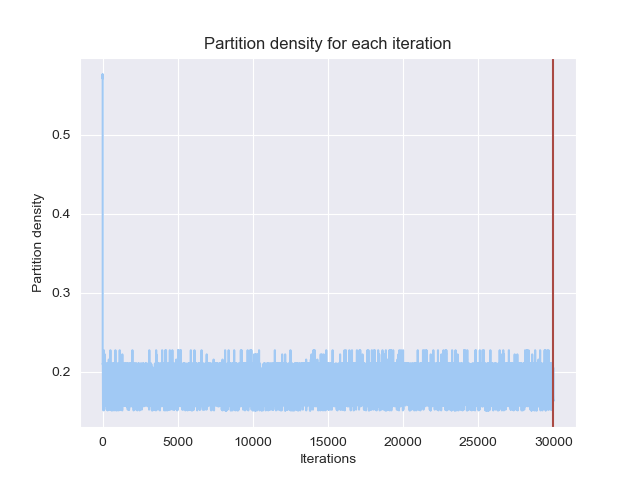 Partition density for each iteration
Partition density
0.5
0.4
0.3
0.2
0 5000 10000 15000 20000 25000 30000
Iterations